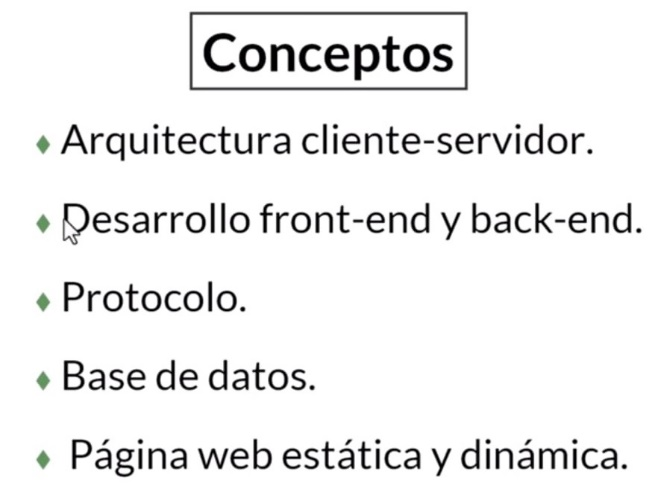 Conceptos
Arquitectura cliente-servidor.
Desarrollo front-end y back-end.
Protocolo.
Base de datos.
Página web estática y dinámica.